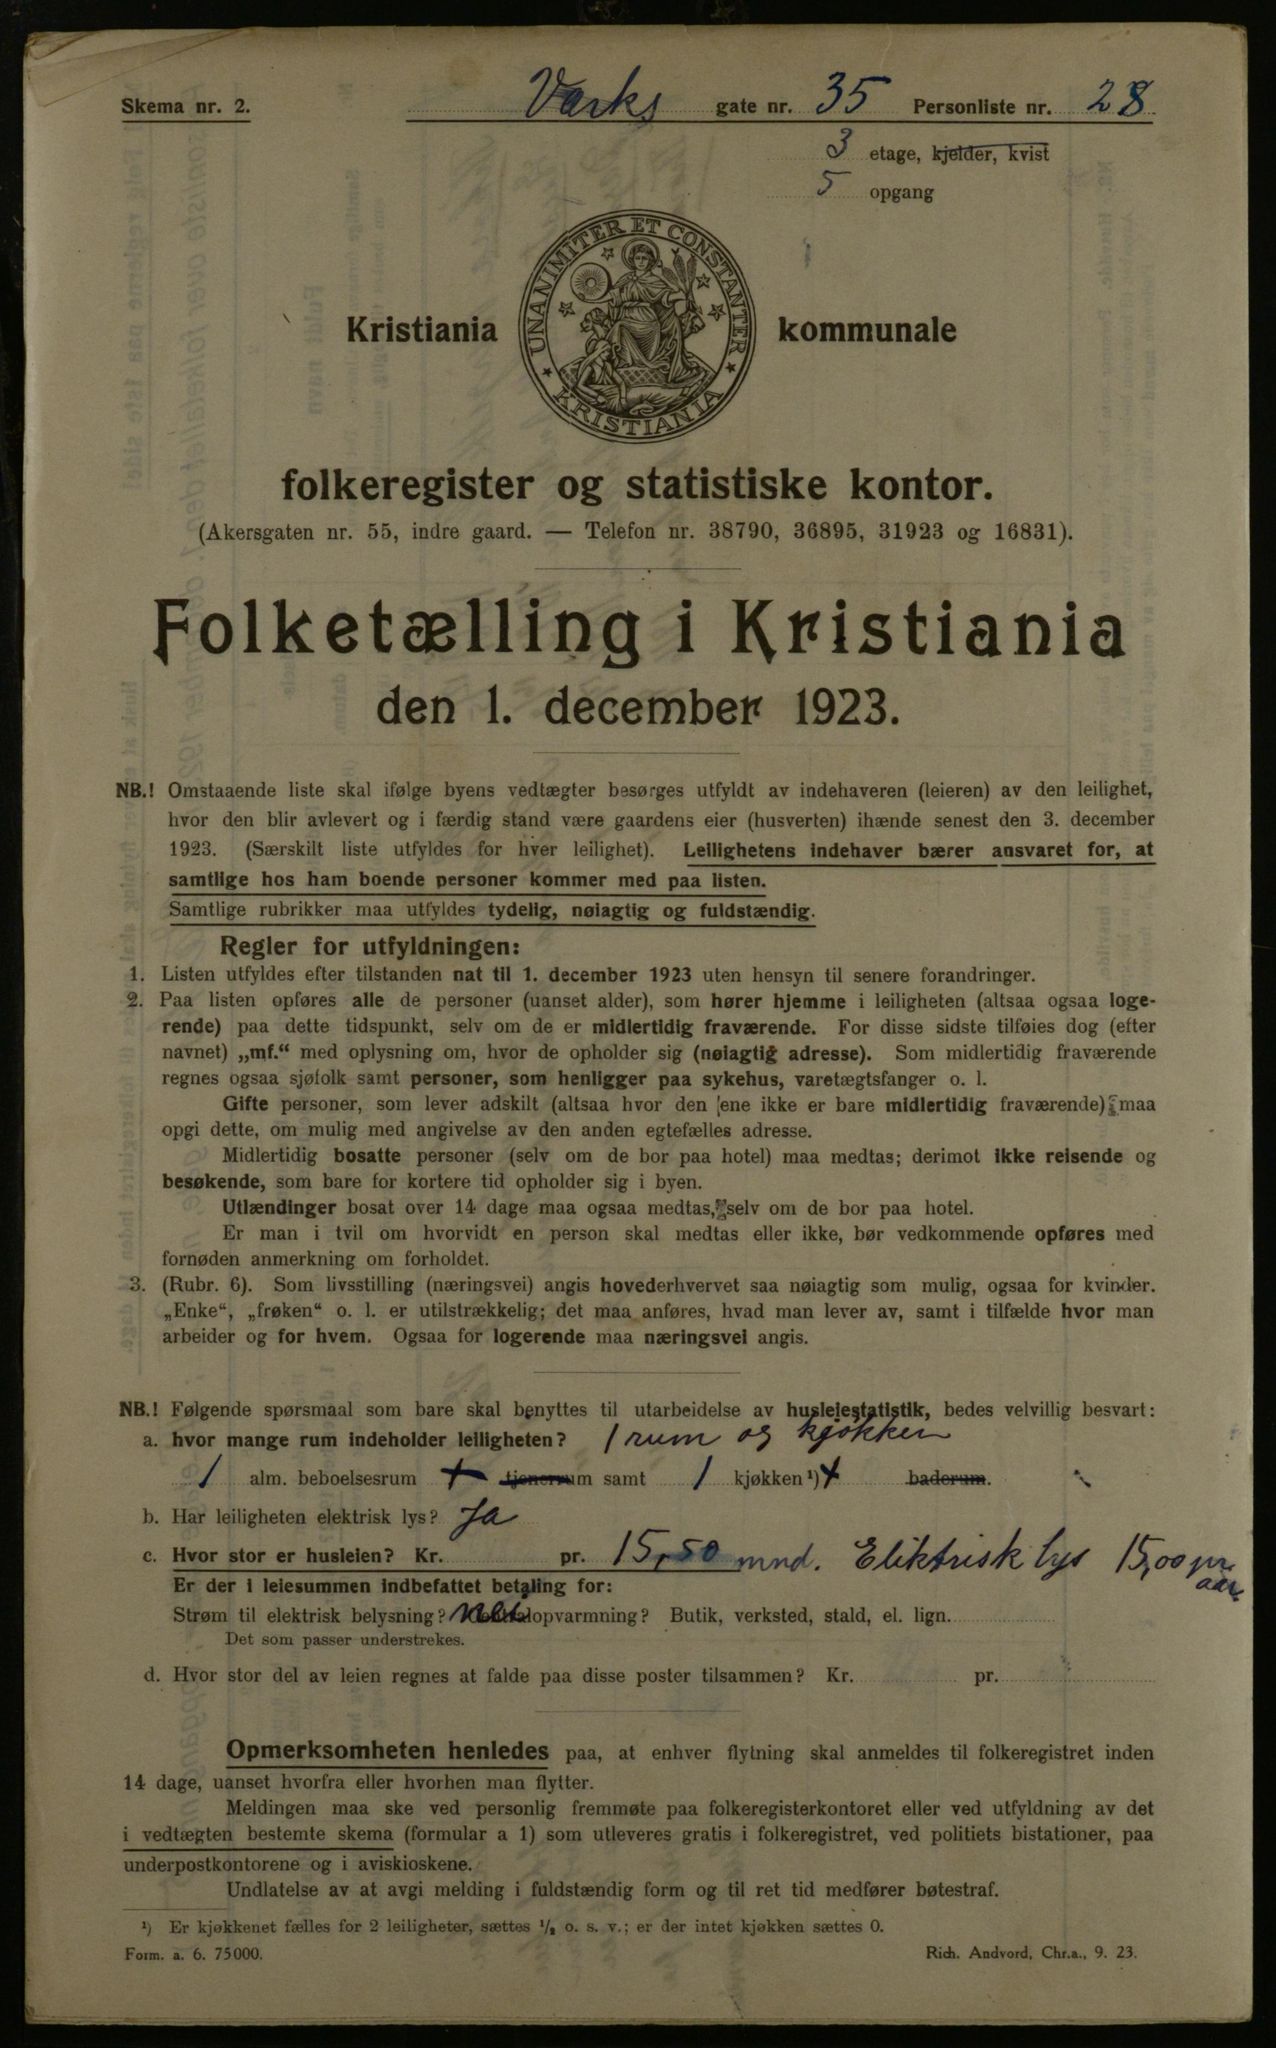 Skema nr. 2. Værks gate nr. 35 Personliste nr. 28
3 etage, kjelder, kvist
5 opgang
UNANIMITER ET CONSTANTER
KRISTIANIA
Kristiania kommunale
folkeregister og statistiske kontor.
(Akersgaten nr. 55, indre gaard. — Telefon nr. 38790, 36895, 31923 og 16831).
Folketælling i Kristiania
den 1. december 1923.
NB.! Omstaaende liste skal ifølge byens vedtægter besørges utfyldt av indehaveren (leieren) av den leilighet,
hvor den blir avlevert og i færdig stand være gaardens eier (husverten) ihænde senest den 3. december
1923. (Særskilt liste utfyldes for hver leilighet). Leilighetens indehaver bærer ansvaret for, at
samtlige hos ham boende personer kommer med paa listen.
Samtlige rubrikker maa utfyldes tydelig, nøiagtig og fuldstændig.
Regler for utfyldningen:
1. Listen utfyldes efter tilstanden nat til 1. december 1923 uten hensyn til senere forandringer.
2. Paa listen opføres alle de personer (uanset alder), som hører hjemme i leiligheten (altsaa ogsaa loge-
rende) paa dette tidspunkt, selv om de er midlertidig fraværende. For disse sidste tilføies dog (efter
navnet) „mf.“ med oplysning om, hvor de opholder sig (nøiagtig adresse). Som midlertidig fraværende
regnes ogsaa sjøfolk samt personer, som henligger paa sykehus, varetægtsfanger o. l.
Gifte personer, som lever adskilt (altsaa hvor den ene ikke er bare midlertidig fraværende) maa
opgi dette, om mulig med angivelse av den anden egtefælles adresse.
Midlertidig bosatte personer (selv om de bor paa hotel) maa medtas; derimot ikke reisende og
besøkende, som bare for kortere tid opholder sig i byen.
Utlændinger bosat over 14 dage maa ogsaa medtas, selv om de bor paa hotel.
Er man i tvil om hvorvidt en person skal medtas eller ikke, bør vedkommende opføres med
fornøden anmerkning om forholdet.
3. (Rubr. 6). Som livsstilling (næringsvei) angis hovederhvervet saa nøiagtig som mulig, ogsaa for kvinder.
„Enke“, „frøken“ o. l. er utilstrækkelig; det maa anføres, hvad man lever av, samt i tilfælde hvor man
arbeider og for hvem. Ogsaa for logerende maa næringsvei angis.
NB.! Følgende spørsmaal som bare skal benyttes til utarbeidelse av husleiestatistik, bedes velvillig besvart:
a. hvor mange rum indeholder leiligheten? 1 rum og kjøkken
1 alm. beboelsesrum + tjenerrum samt 1 kjøkken ¹) + baderum.
b. Har leiligheten elektrisk lys? Ja
c. Hvor stor er husleien? Kr. pr. 15,50 mnd. Eliktrisk lys 15,00 pr
aar
Er der i leiesummen indbefattet betaling for:
Strøm til elektrisk belysning? Nei Centralopvarmning? Butik, verksted, stald, el. lign.
Det som passer understrekes.
d. Hvor stor del av leien regnes at falde paa disse poster tilsammen? Kr. pr.
Opmerksomheten henledes paa, at enhver flytning skal anmeldes til folkeregistret inden
14 dage, uanset hvorfra eller hvorhen man flytter.
Meldingen maa ske ved personlig fremmøte paa folkeregisterkontoret eller ved utfyldning av det
i vedtægten bestemte skema (formular a 1) som utleveres gratis i folkeregistret, ved politiets bistationer, paa
underpostkontorene og i aviskioskene.
Undlatelse av at avgi melding i fuldstændig form og til ret tid medfører bøtestraf.
¹) Er kjøkkenet fælles for 2 leiligheter, sættes ½ o. s. v.; er der intet kjøkken sættes 0.
Form. a. 6. 75000. Rich. Andvord, Chr.a., 9. 23.